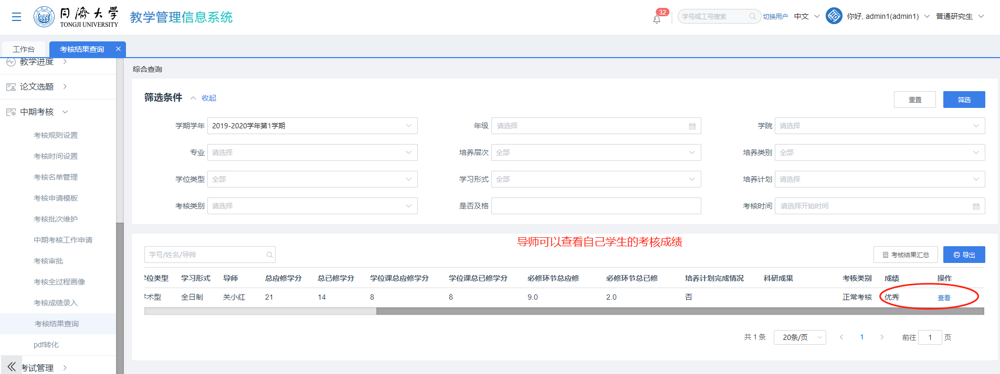 同濟大學
TONGJI UNIVERSITY
教学管理信息系统
32
学号或工号搜索
切换用户
中文
你好, admin1(admin1)
普通研究生
工作台
考核结果查询
教学进度
论文选题
中期考核
考核规则设置
考核时间设置
考核名单管理
考核申请模板
考核批次维护
中期考核工作申请
考核审批
考核全过程画像
考核成绩录入
考核结果查询
pdf转化
考试管理
综合查询
筛选条件 收起
重置 筛选
学期学年 2019-2020学年第1学期 年级 请选择 学院 请选择
专业 请选择 培养层次 全部 培养类别 全部
学位类型 全部 学习形式 全部 培养计划 请选择
考核类别 请选择 是否及格 考核时间 请选择开始时间
导师可以查看自己学生的考核成绩
学号/姓名/导师 考核结果汇总 导出
学位类型 学习形式 导师 总应修学分 总已修学分 学位课总应修学分 学位课总已修学分 必修环节总应修 必修环节总已修 培养计划完成情况 科研成果 考核类别 成绩 操作
学术型 全日制 关小红 21 14 8 8 9.0 2.0 否 正常考核 优秀 查看
共 1 条 20条/页 1 前往 1 页